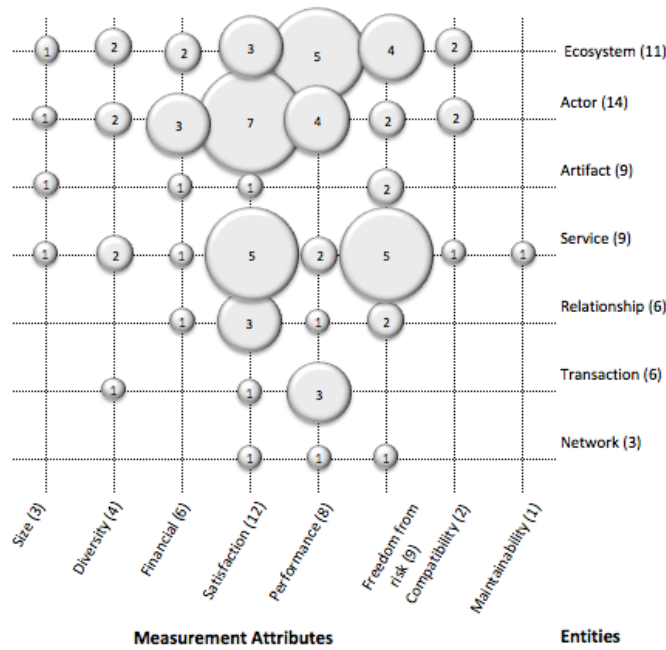 1 2 2 3 5 4 2 Ecosystem (11)
1 2 3 7 4 2 2 Actor (14)
1 1 1 2 Artifact (9)
1 2 1 5 2 5 1 1 Service (9)
1 3 1 2 Relationship (6)
1 1 3 Transaction (6)
1 1 1 Network (3)
Size (3)
Diversity (4)
Financial (6)
Satisfaction (12)
Performance (8)
Freedom from
risk (9)
Compatibility (2)
Maintainability (1)
Measurement Attributes Entities